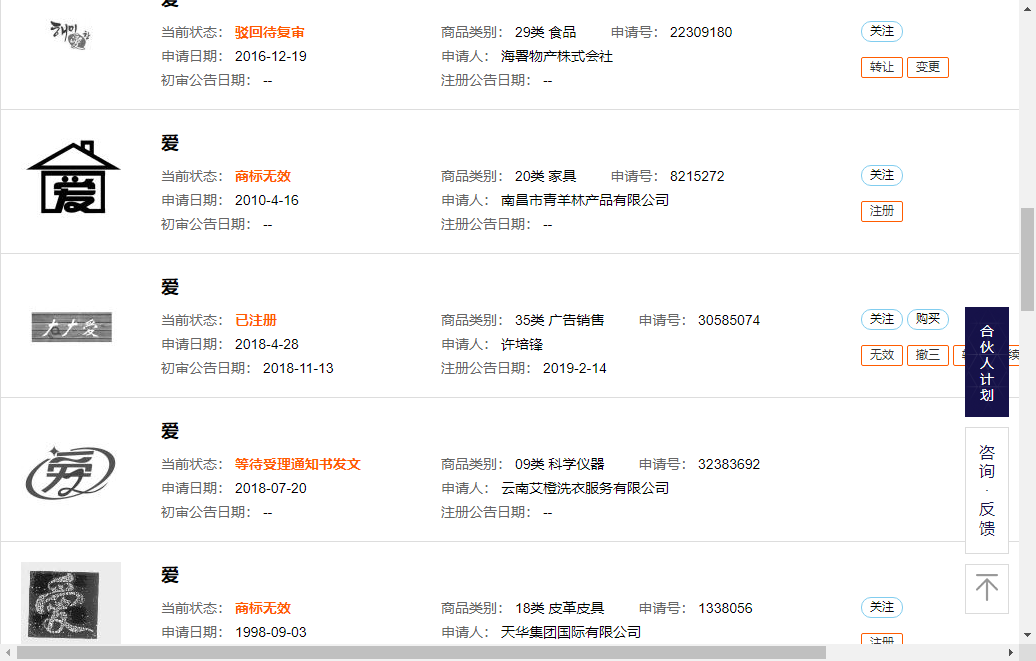 爱
当前状态： 驳回待复审 商品类别： 29类 食品 申请号： 22309180 关注
申请日期： 2016-12-19 申请人： 海署物产株式会社
初审公告日期： -- 注册公告日期： -- 转让 变更
爱
爱
当前状态： 商标无效 商品类别： 20类 家具 申请号： 8215272 关注
申请日期： 2010-4-16 申请人： 南昌市青羊林产品有限公司
初审公告日期： -- 注册公告日期： -- 注册
爱
大广爱
当前状态： 已注册 商品类别： 35类 广告销售 申请号： 30585074 关注 购买
申请日期： 2018-4-28 申请人： 许培锋
初审公告日期： 2018-11-13 注册公告日期： 2019-2-14 无效 撤三 续
爱
爱
当前状态： 等待受理通知书发文 商品类别： 09类 科学仪器 申请号： 32383692
申请日期： 2018-07-20 申请人： 云南艾橙洗衣服务有限公司
初审公告日期： -- 注册公告日期： --
爱
爱
当前状态： 商标无效 商品类别： 18类 皮革皮具 申请号： 1338056 关注
申请日期： 1998-09-03 申请人： 天华集团国际有限公司 注册
合伙人计划
咨询·反馈